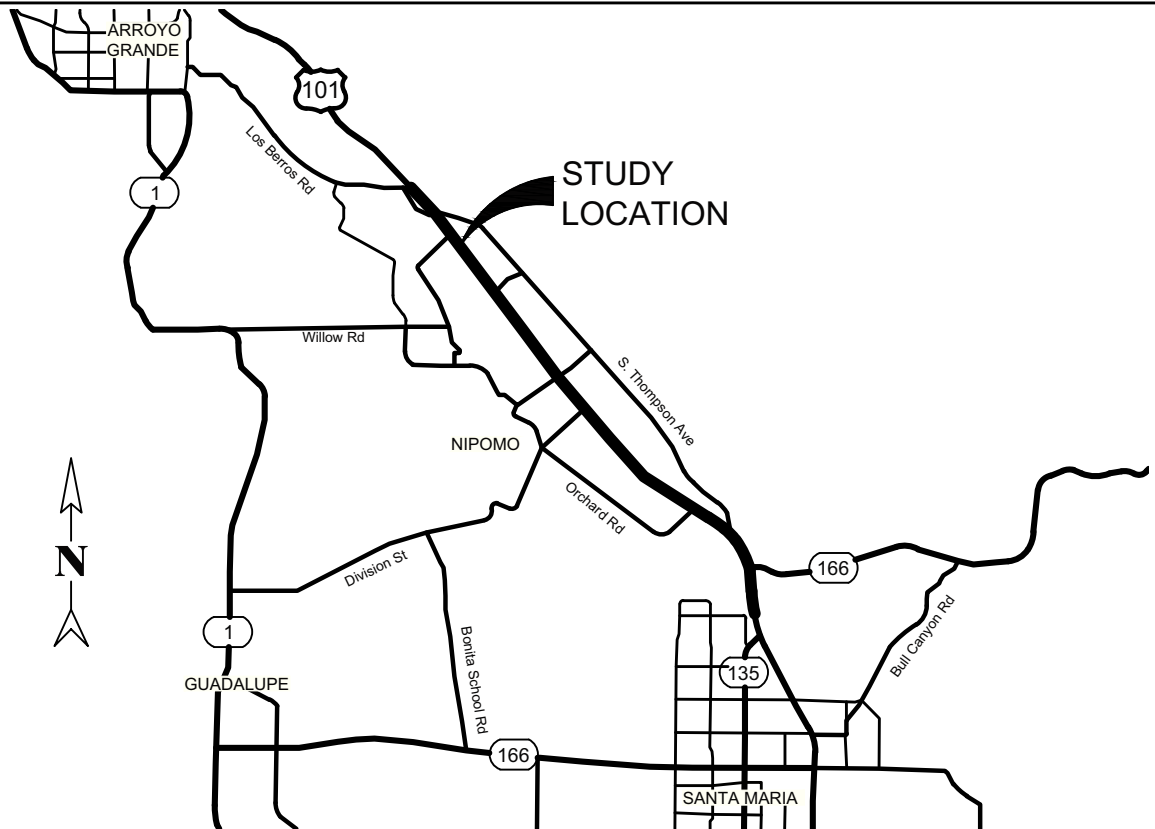 ARROYO
GRANDE
101
Los Berros Rd
STUDY
LOCATION
1
Willow Rd
S. Thompson Ave
NIPOMO
Orchard Rd
N
Division St
166
1
Bonita School Rd
Bull Canyon Rd
135
GUADALUPE
166
SANTA MARIA